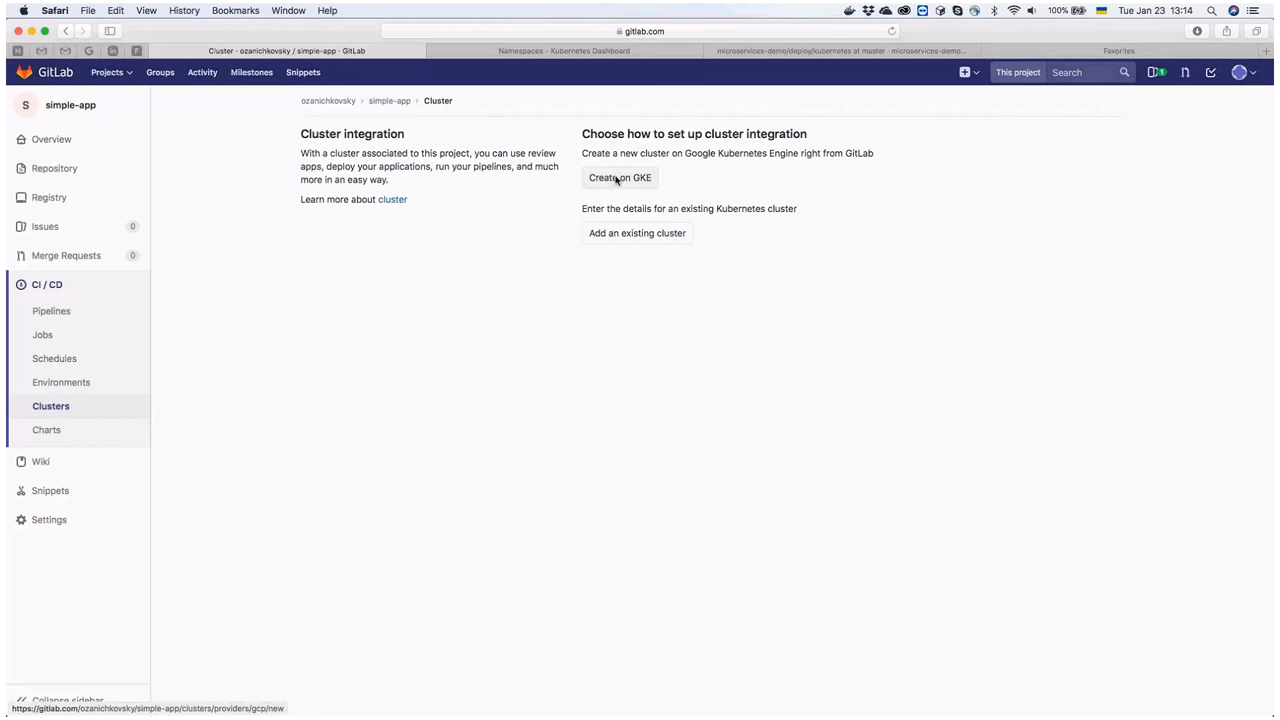 Safari File Edit View History Bookmarks Window Help 100% Tue Jan 23 13:14
gitlab.com
Cluster · ozanichkovsky / simple-app · GitLab Namespaces - Kubernetes Dashboard microservices-demo/deploy/kubernetes at master · microservices-demo... Favorites
GitLab Projects Groups Activity Milestones Snippets This project Search 1
S simple-app
ozanichkovsky › simple-app › Cluster
Overview
Repository
Registry
Issues 0
Merge Requests 0
CI / CD
Pipelines
Jobs
Schedules
Environments
Clusters
Charts
Wiki
Snippets
Settings
Collapse sidebar
Cluster integration
With a cluster associated to this project, you can use review
apps, deploy your applications, run your pipelines, and much
more in an easy way.
Learn more about cluster
Choose how to set up cluster integration
Create a new cluster on Google Kubernetes Engine right from GitLab
Create on GKE
Enter the details for an existing Kubernetes cluster
Add an existing cluster
https://gitlab.com/ozanichkovsky/simple-app/clusters/providers/gcp/new